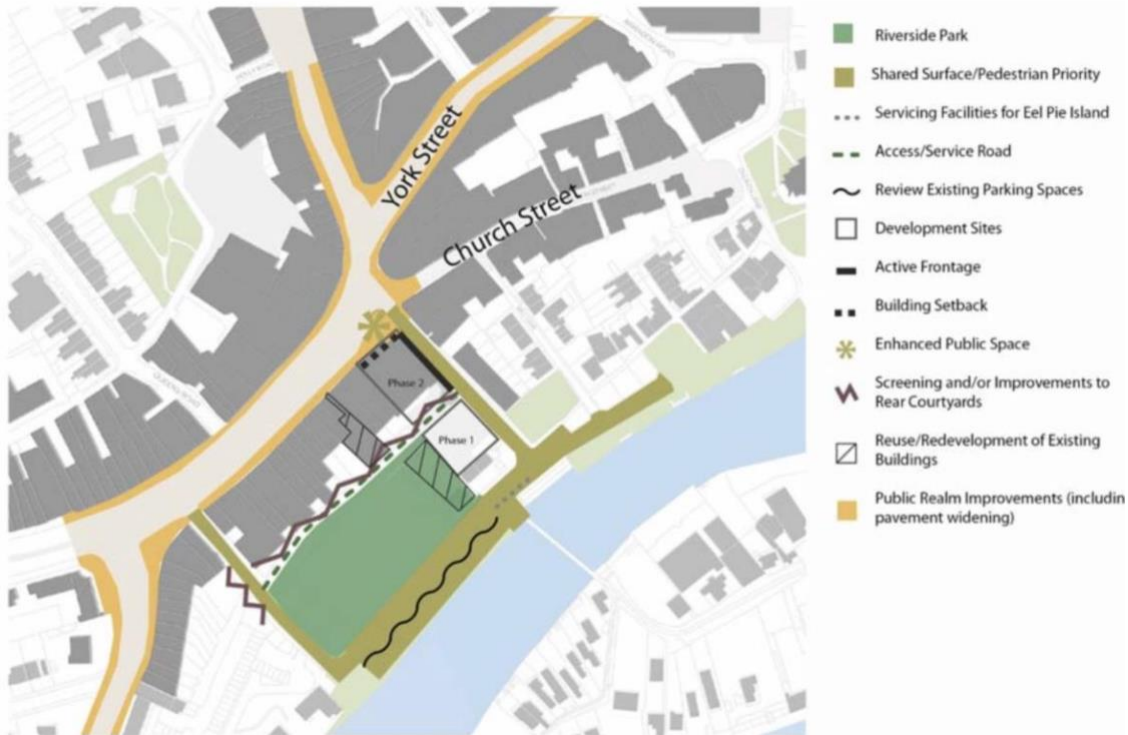 York Street
Church Street
Phase 2
Phase 1
Riverside Park
Shared Surface/Pedestrian Priority
Servicing Facilities for Eel Pie Island
Access/Service Road
Review Existing Parking Spaces
Development Sites
Active Frontage
Building Setback
Enhanced Public Space
Screening and/or Improvements to
Rear Courtyards
Reuse/Redevelopment of Existing
Buildings
Public Realm Improvements (includin
pavement widening)